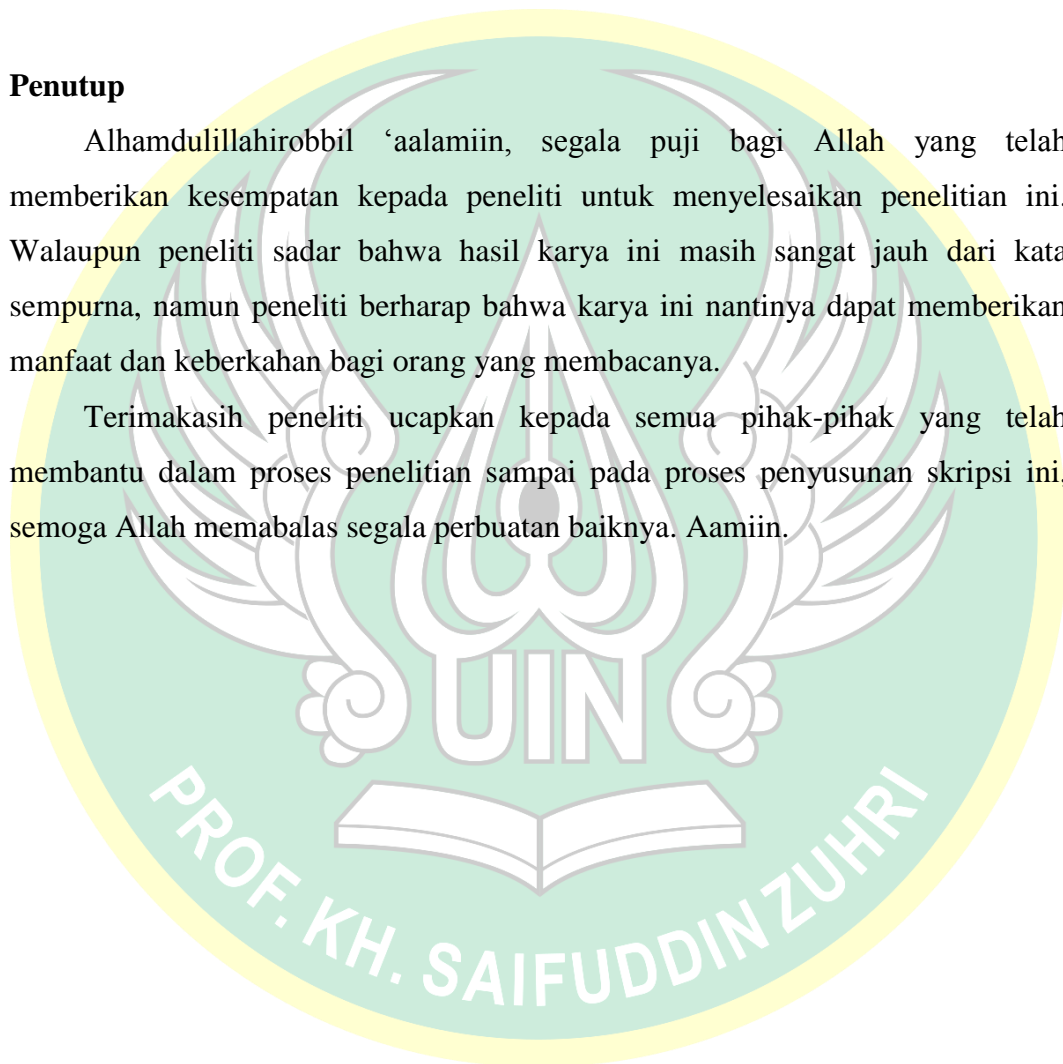 Penutup
Alhamdulillahirobbil ‘aalamiin, segala puji bagi Allah yang telah
memberikan kesempatan kepada peneliti untuk menyelesaikan penelitian ini.
Walaupun peneliti sadar bahwa hasil karya ini masih sangat jauh dari kata
sempurna, namun peneliti berharap bahwa karya ini nantinya dapat memberikan
manfaat dan keberkahan bagi orang yang membacanya.
Terimakasih peneliti ucapkan kepada semua pihak-pihak yang telah
membantu dalam proses penelitian sampai pada proses penyusunan skripsi ini,
semoga Allah memabalas segala perbuatan baiknya. Aamiin.
UIN
PROF. KH. SAIFUDDIN ZUHRI